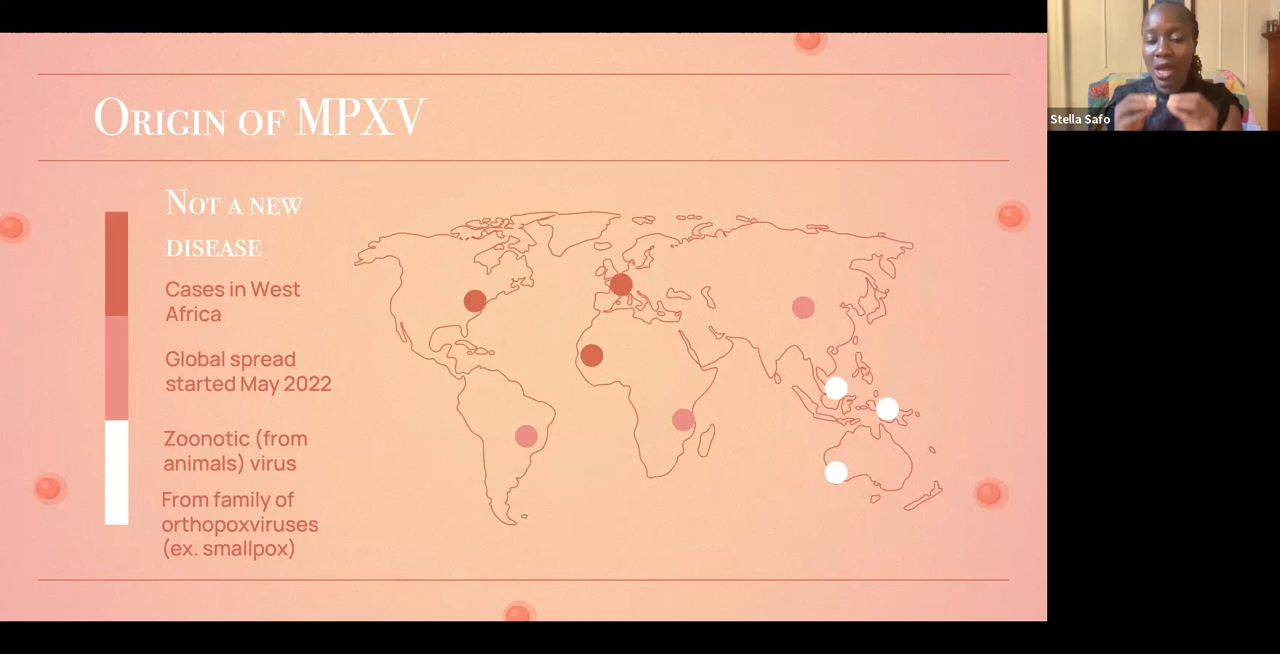 Origin of MPXV
Not a new
disease
Cases in West
Africa
Global spread
started May 2022
Zoonotic (from
animals) virus
From family of
orthopoxviruses
(ex. smallpox)
Stella Safo